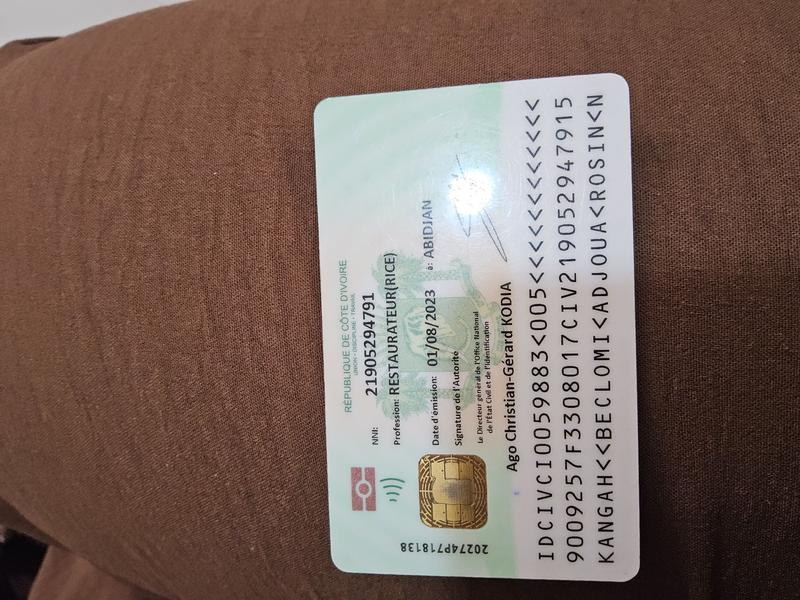 RÉPUBLIQUE DE CÔTE D'IVOIRE
UNION - DISCIPLINE - TRAVAIL
NNI: 21905294791
Profession: RESTAURATEUR(RICE)
Date d'émission: 01/08/2023 à: ABIDJAN
Signature de l'Autorité
Le Directeur général de l'Office National
de l'État Civil et de l'Identification
Ago Christian-Gérard KODIA
20274P718138
IDCIVCI0059883<005<<<<<<<<<<<<
9009257F3308017CIV219052947915
KANGAH<<BECLOMI<ADJOUA<ROSIN<N